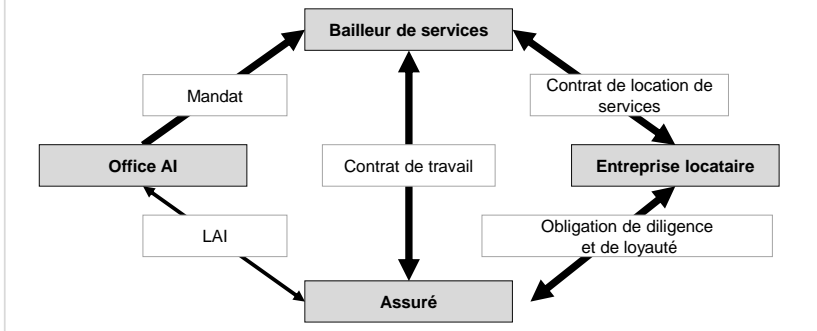 Bailleur de services
Mandat
Contrat de location de
services
Office AI
Contrat de travail
Entreprise locataire
LAI
Obligation de diligence
et de loyauté
Assuré